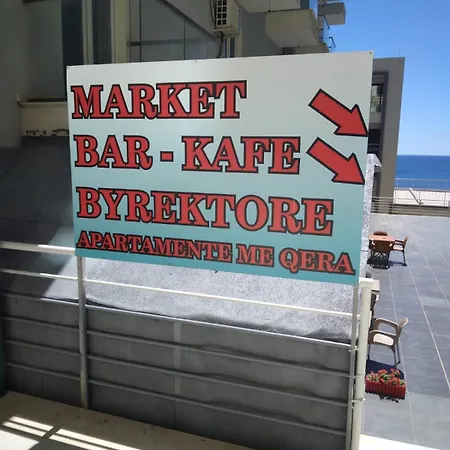 MARKET
BAR - KAFE
BYREKTORE
APARTAMENTE ME QERA